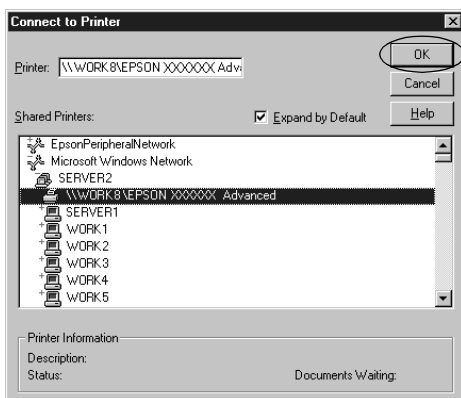 Connect to Printer
Printer: \\WORK8\EPSON XXXXXX Adva
OK
Cancel
Help
Shared Printers:
Expand by Default
EpsonPeripheralNetwork
Microsoft Windows Network
SERVER2
\\WORK8\EPSON XXXXXX Advanced
SERVER1
WORK1
WORK2
WORK3
WORK4
WORK5
Printer Information
Description:
Status:
Documents Waiting: